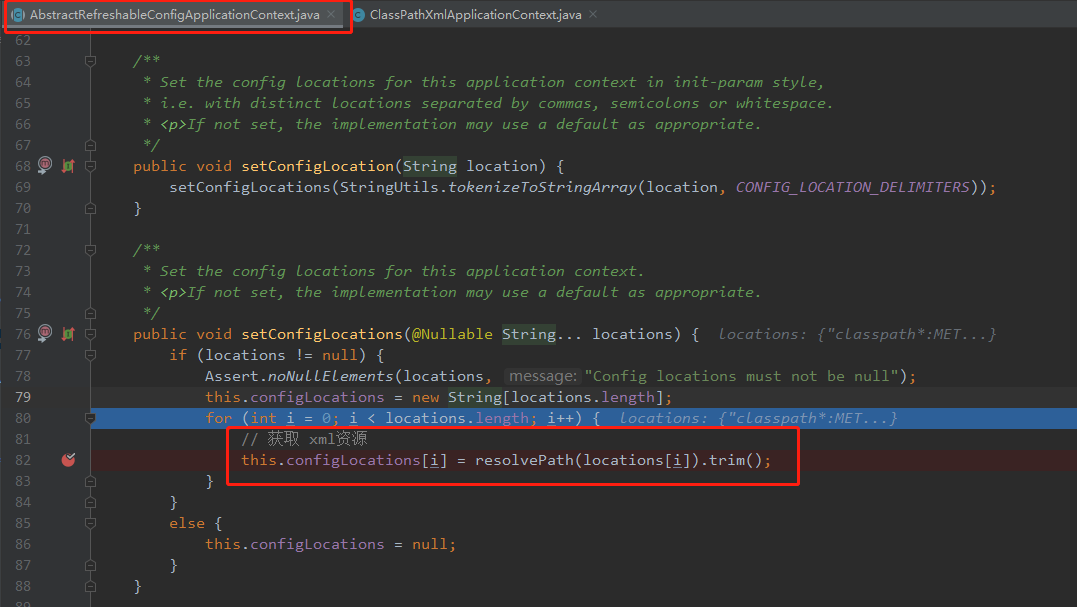 AbstractRefreshableConfigApplicationContext.java × ClassPathXmlApplicationContext.java ×
62
63 /**
64 * Set the config locations for this application context in init-param style,
65 * i.e. with distinct locations separated by commas, semicolons or whitespace.
66 * <p>If not set, the implementation may use a default as appropriate.
67 */
68 public void setConfigLocation(String location) {
69 setConfigLocations(StringUtils.tokenizeToStringArray(location, CONFIG_LOCATION_DELIMITERS));
70 }
71
72 /**
73 * Set the config locations for this application context.
74 * <p>If not set, the implementation may use a default as appropriate.
75 */
76 public void setConfigLocations(@Nullable String... locations) { locations: {"classpath*:MET...}
77 if (locations != null) {
78 Assert.noNullElements(locations, message: "Config locations must not be null");
79 this.configLocations = new String[locations.length];
80 for (int i = 0; i < locations.length; i++) { locations: {"classpath*:MET...}
81 // 获取 xml资源
82 this.configLocations[i] = resolvePath(locations[i]).trim();
83 }
84 }
85 else {
86 this.configLocations = null;
87 }
88 }
89